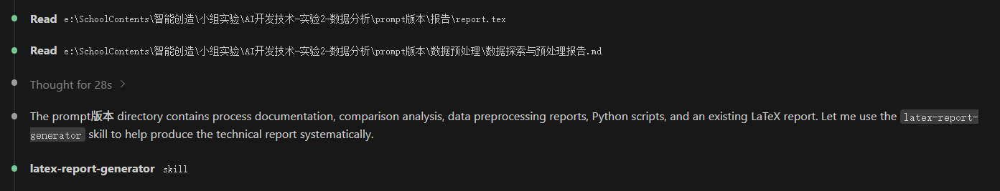 Read e:\SchoolContents\智能创造\小组实验\AI开发技术-实验2-数据分析\prompt版本\报告\report.tex
Read e:\SchoolContents\智能创造\小组实验\AI开发技术-实验2-数据分析\prompt版本\数据预处理\数据探索与预处理报告.md
Thought for 28s >
The prompt版本 directory contains process documentation, comparison analysis, data preprocessing reports, Python scripts, and an existing LaTeX report. Let me use the latex-report-
generator skill to help produce the technical report systematically.
latex-report-generator skill